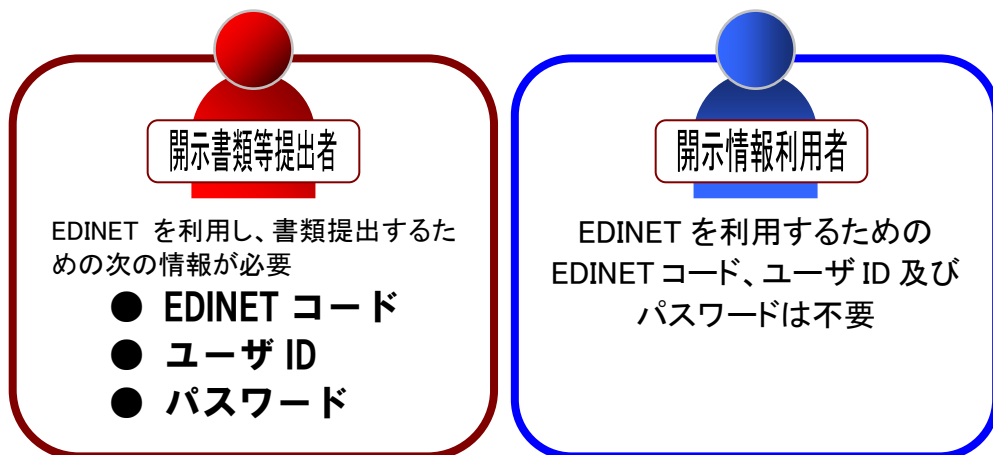 開示書類等提出者
EDINET を利用し、書類提出するた
めの次の情報が必要
● EDINET コード
● ユーザ ID
● パスワード
開示情報利用者
EDINET を利用するための
EDINET コード、ユーザ ID 及び
パスワードは不要